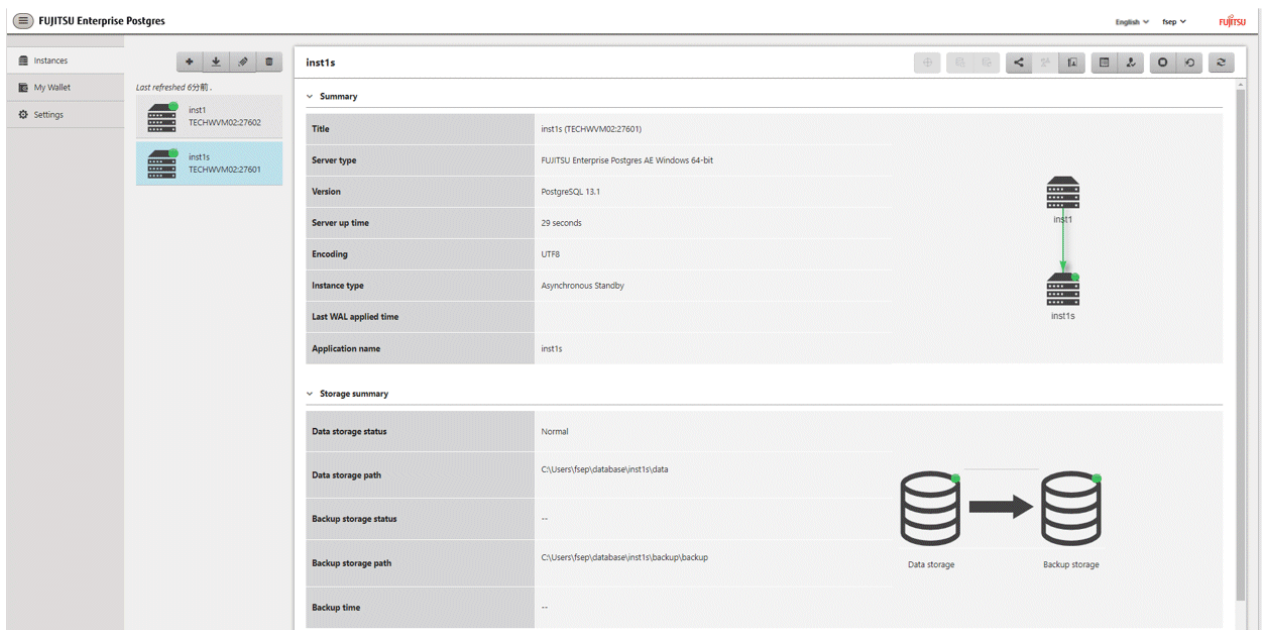 FUJITSU Enterprise Postgres
English
fsep
FUJITSU
Instances
My Wallet
Settings
Last refreshed 6分前 .
inst1
TECHWVM02:27602
inst1s
TECHWVM02:27601
inst1s
Summary
Title
inst1s (TECHWVM02:27601)
Server type
FUJITSU Enterprise Postgres AE Windows 64-bit
Version
PostgreSQL 13.1
Server up time
29 seconds
Encoding
UTF8
Instance type
Asynchronous Standby
Last WAL applied time
Application name
inst1s
inst1
inst1s
Storage summary
Data storage status
Normal
Data storage path
C:\Users\fsep\database\inst1s\data
Backup storage status
--
Backup storage path
C:\Users\fsep\database\inst1s\backup\backup
Backup time
--
Data storage
Backup storage